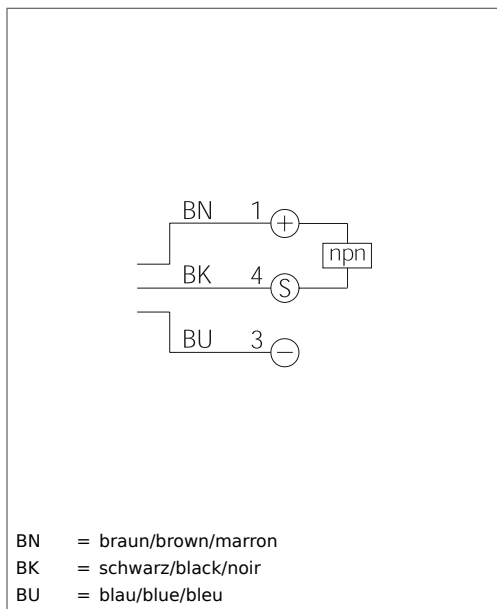 BN 1 +
npn
BK 4 S
BU 3 −
BN = braun/brown/marron
BK = schwarz/black/noir
BU = blau/blue/bleu